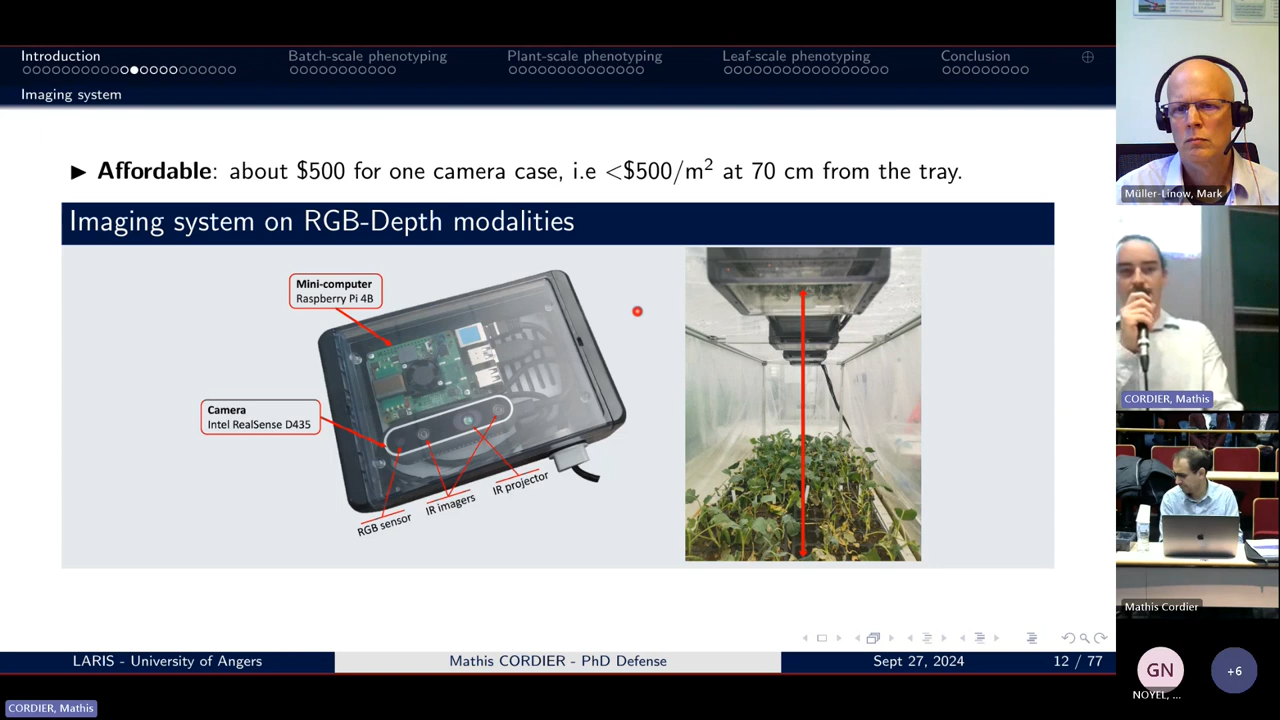 Introduction
Batch-scale phenotyping
Plant-scale phenotyping
Leaf-scale phenotyping
Conclusion
Imaging system
▶ Affordable: about $500 for one camera case, i.e <$500/m² at 70 cm from the tray.
Imaging system on RGB-Depth modalities
Mini-computer
Raspberry Pi 4B
Camera
Intel RealSense D435
RGB sensor
IR imagers
IR projector
LARIS - University of Angers
Mathis CORDIER - PhD Defense
Sept 27, 2024
12 / 77
CORDIER, Mathis
Müller-Linow, Mark
CORDIER, Mathis
Mathis Cordier
GN
NOYEL, ...
+6